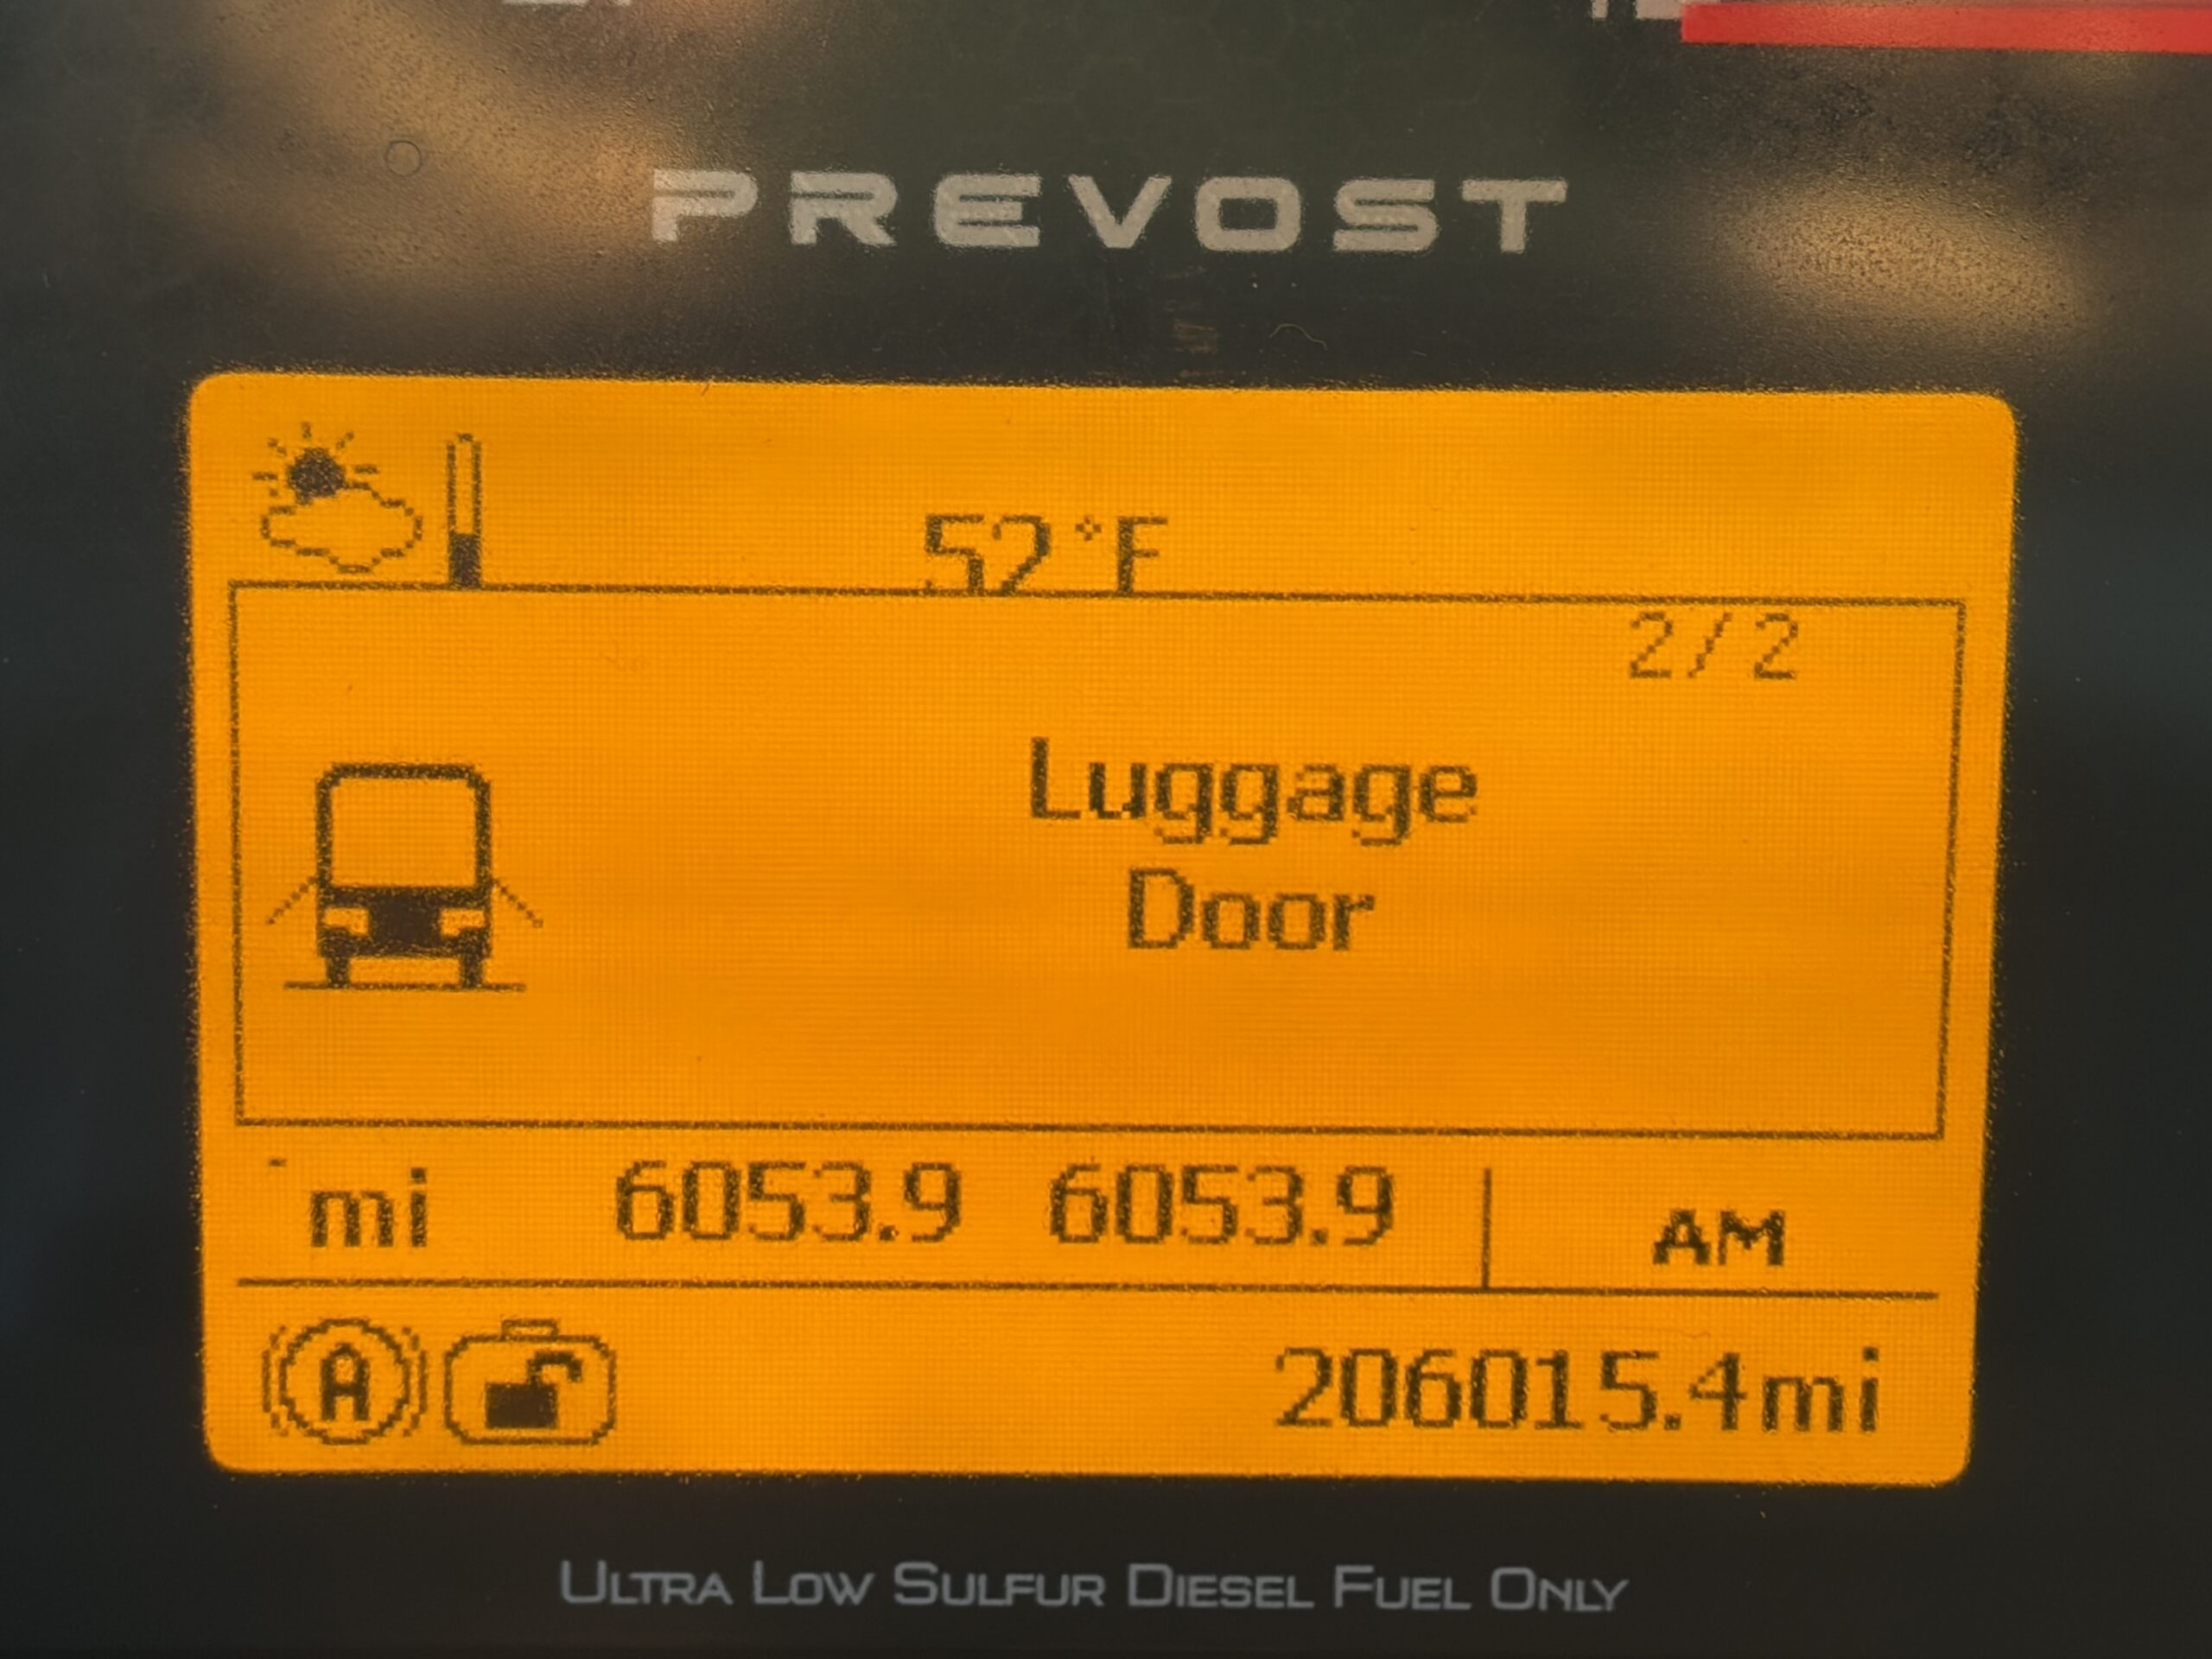 PREVOST
52°F
2/2
Luggage
Door
mi 6053.9 6053.9 AM
A
206015.4mi
ULTRA LOW SULFUR DIESEL FUEL ONLY